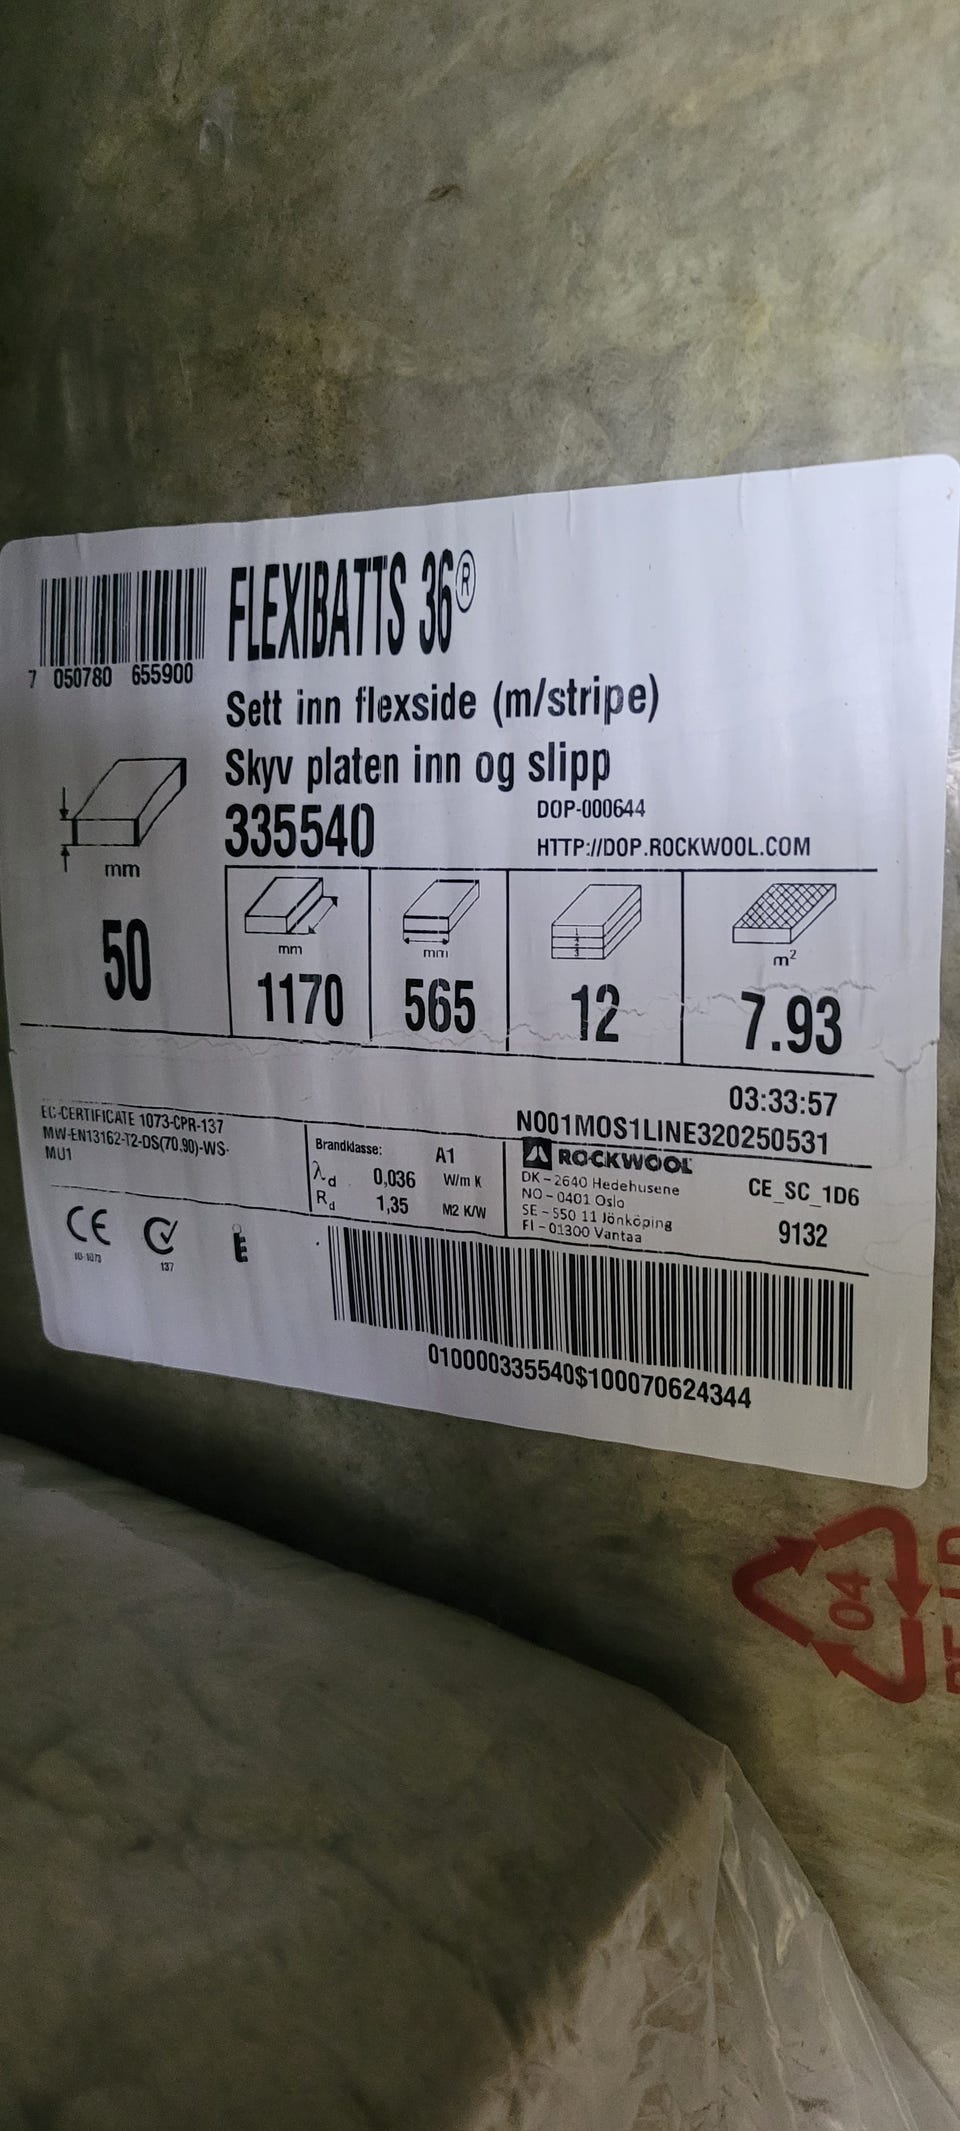 FLEXIBATTS 36®
7 050780 655900
Sett inn flexside (m/stripe)
Skyv platen inn og slipp
335540
DOP-000644
HTTP://DOP.ROCKWOOL.COM
mm
50
mm
1170
mm
565
1
2
3
12
m²
7.93
03:33:57
N001MOS1LINE320250531
EC-CERTIFICATE 1073-CPR-137
MW-EN13162-T2-DS(70,90)-WS-
MU1
Brandklasse: A1
λd 0,036 W/m K
Rd 1,35 M2 K/W
ROCKWOOL
DK - 2640 Hedehusene
NO - 0401 Oslo
SE - 550 11 Jönköping
FI - 01300 Vantaa
CE_SC_1D6
9132
CE
137
E
010000335540$100070624344
04